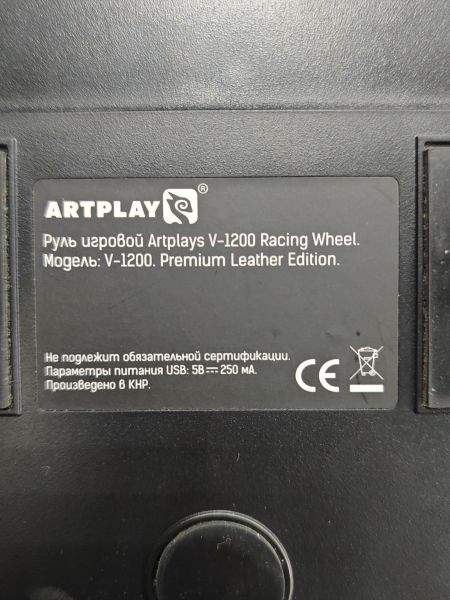 ARTPLAYS®
Руль игровой Artplays V-1200 Racing Wheel.
Модель: V-1200. Premium Leather Edition.
Не подлежит обязательной сертификации.
Параметры питания USB: 5В⎓250 мА.
Произведено в КНР.
CE